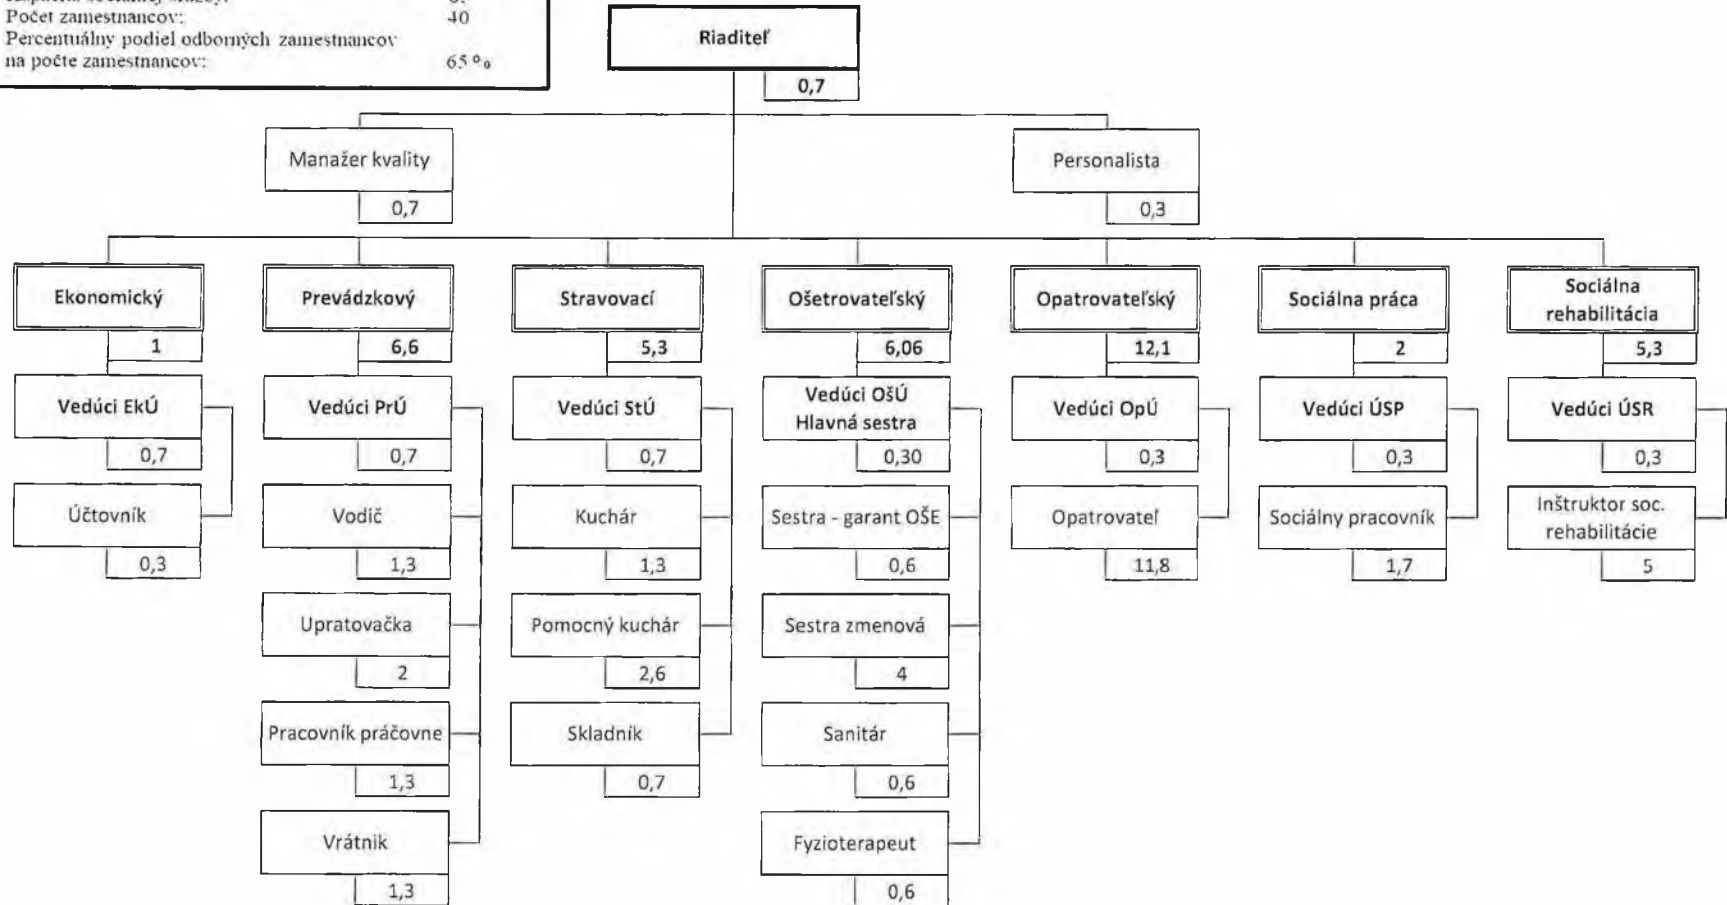 Počet zamestnancov: 40
Percentuálny podiel odborných zamestnancov
na počte zamestnancov: 65 %
Riaditeľ
0,7
Manažer kvality
0,7
Personalista
0,3
Ekonomický
1
Prevádzkový
6,6
Stravovací
5,3
Ošetrovateľský
6,06
Opatrovateľský
12,1
Sociálna práca
2
Sociálna
rehabilitácia
5,3
Vedúci EkÚ
0,7
Vedúci PrÚ
0,7
Vedúci StÚ
0,7
Vedúci OšÚ
Hlavná sestra
0,30
Vedúci OpÚ
0,3
Vedúci ÚSP
0,3
Vedúci ÚSR
0,3
Účtovník
0,3
Vodič
1,3
Kuchár
1,3
Sestra - garant OŠE
0,6
Opatrovateľ
11,8
Sociálny pracovník
1,7
Inštruktor soc.
rehabilitácie
5
Upratovačka
2
Pomocný kuchár
2,6
Sestra zmenová
4
Pracovník práčovne
1,3
Skladník
0,7
Sanitár
0,6
Vrátnik
1,3
Fyzioterapeut
0,6